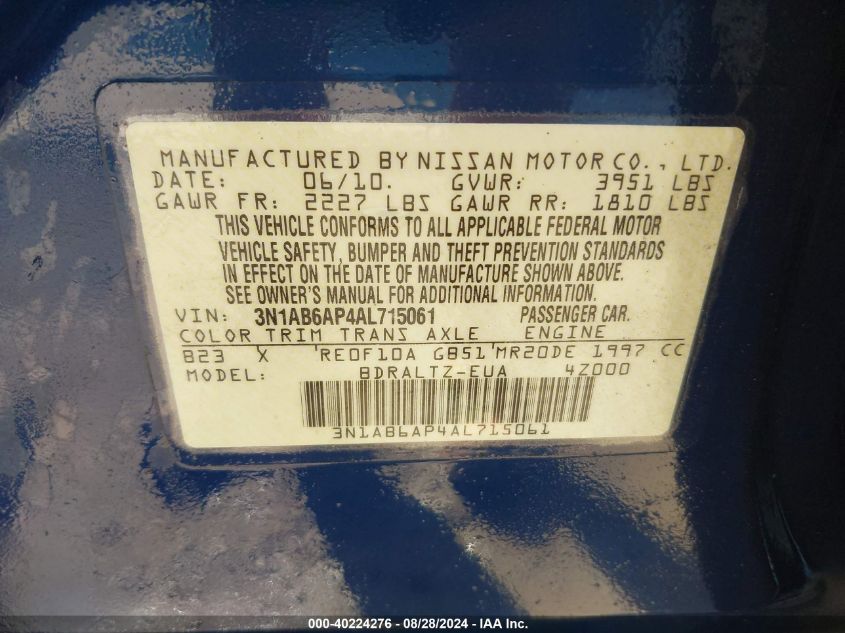 MANUFACTURED BY NISSAN MOTOR CO., LTD.
DATE: 06/10. GVWR: 3951 LBS
GAWR FR: 2227 LBS GAWR RR: 1810 LBS
THIS VEHICLE CONFORMS TO ALL APPLICABLE FEDERAL MOTOR
VEHICLE SAFETY, BUMPER AND THEFT PREVENTION STANDARDS
IN EFFECT ON THE DATE OF MANUFACTURE SHOWN ABOVE.
SEE OWNER'S MANUAL FOR ADDITIONAL INFORMATION.
VIN: 3N1AB6AP4AL715061 PASSENGER CAR.
COLOR TRIM TRANS AXLE ENGINE
B23 X 'RE0F10A GB51'MR20DE 1997 CC
MODEL: BDRALTZ-EUA 4Z000
3N1AB6AP4AL715061
000-40224276 - 08/28/2024 - IAA Inc.